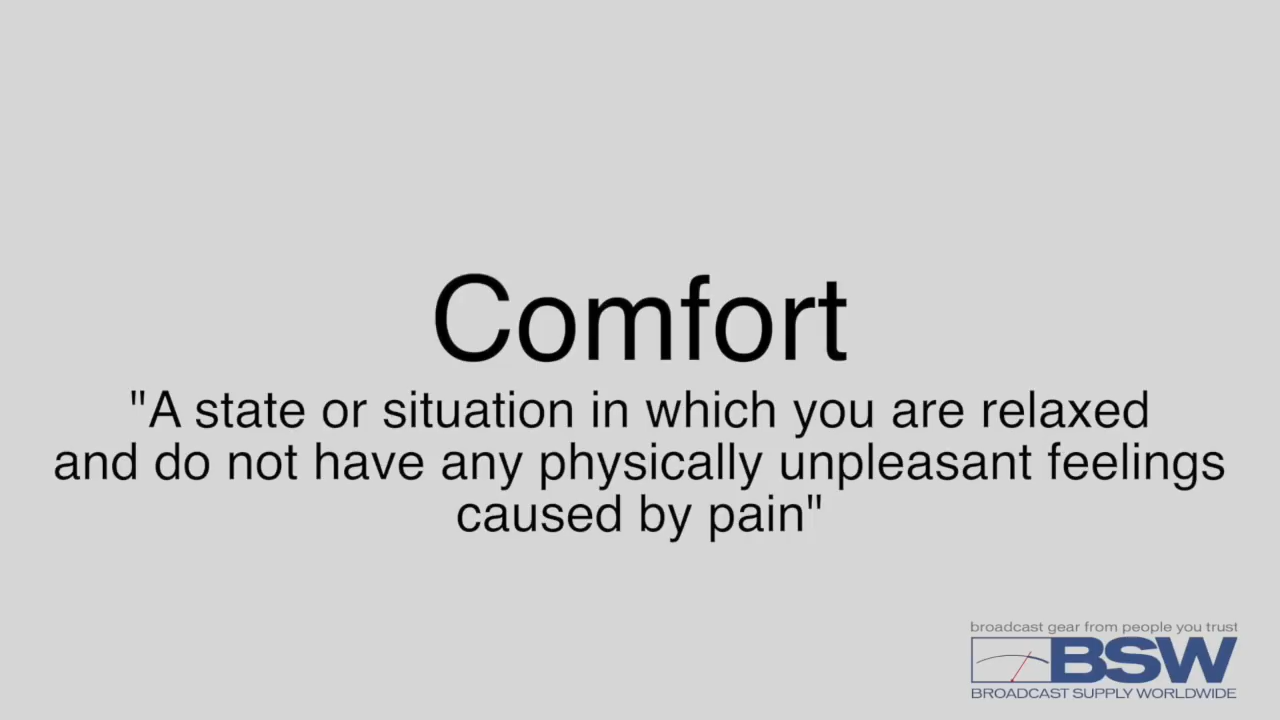 Comfort
"A state or situation in which you are relaxed
and do not have any physically unpleasant feelings
caused by pain"
broadcast gear from people you trust
BSW
BROADCAST SUPPLY WORLDWIDE